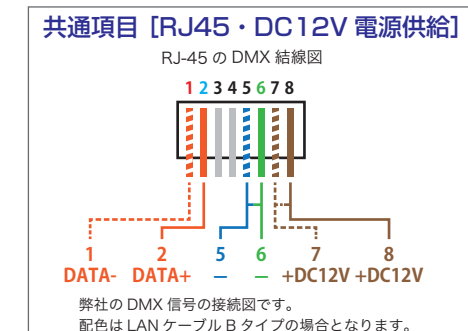 共通項目 [RJ45・DC12V 電源供給]
RJ-45 の DMX 結線図
1 2 3 4 5 6 7 8
1 2 5 6 7 8
DATA- DATA+ − − +DC12V +DC12V
弊社の DMX 信号の接続図です。
配色は LAN ケーブル B タイプの場合となります。